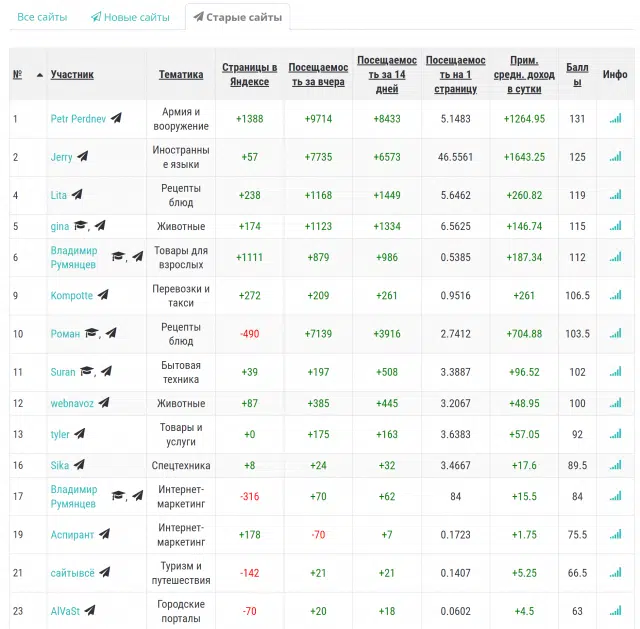 Все сайты Новые сайты Старые сайты
№ Участник Тематика Страницы в Яндексе Посещаемость за вчера Посещаемость за 14 дней Посещаемость на 1 страницу Прим. средн. доход в сутки Баллы Инфо
1 Petr Perdnev Армия и вооружение +1388 +9714 +8433 5.1483 +1264.95 131
2 Jerry Иностранные языки +57 +7735 +6573 46.5561 +1643.25 125
4 Lita Рецепты блюд +238 +1168 +1449 5.6462 +260.82 119
5 gina , Животные +174 +1123 +1334 6.5625 +146.74 115
6 Владимир Румянцев , Товары для взрослых +1111 +879 +986 0.5385 +187.34 112
9 Kompotte Перевозки и такси +272 +209 +261 0.9516 +261 106.5
10 Роман , Рецепты блюд -490 +7139 +3916 2.7412 +704.88 103.5
11 Suran , Бытовая техника +39 +197 +508 3.3887 +96.52 102
12 webnavoz Животные +87 +385 +445 3.2067 +48.95 100
13 tyler Товары и услуги +0 +175 +163 3.6383 +57.05 92
16 Sika Спецтехника +8 +24 +32 3.4667 +17.6 89.5
17 Владимир Румянцев , Интернет-маркетинг -316 +70 +62 84 +15.5 84
19 Аспирант Интернет-маркетинг +178 -70 +7 0.1723 +1.75 75.5
21 сайтывсё Туризм и путешествия -142 +21 +21 0.1407 +5.25 66.5
23 AlVaSt Городские порталы -70 +20 +18 0.0602 +4.5 63